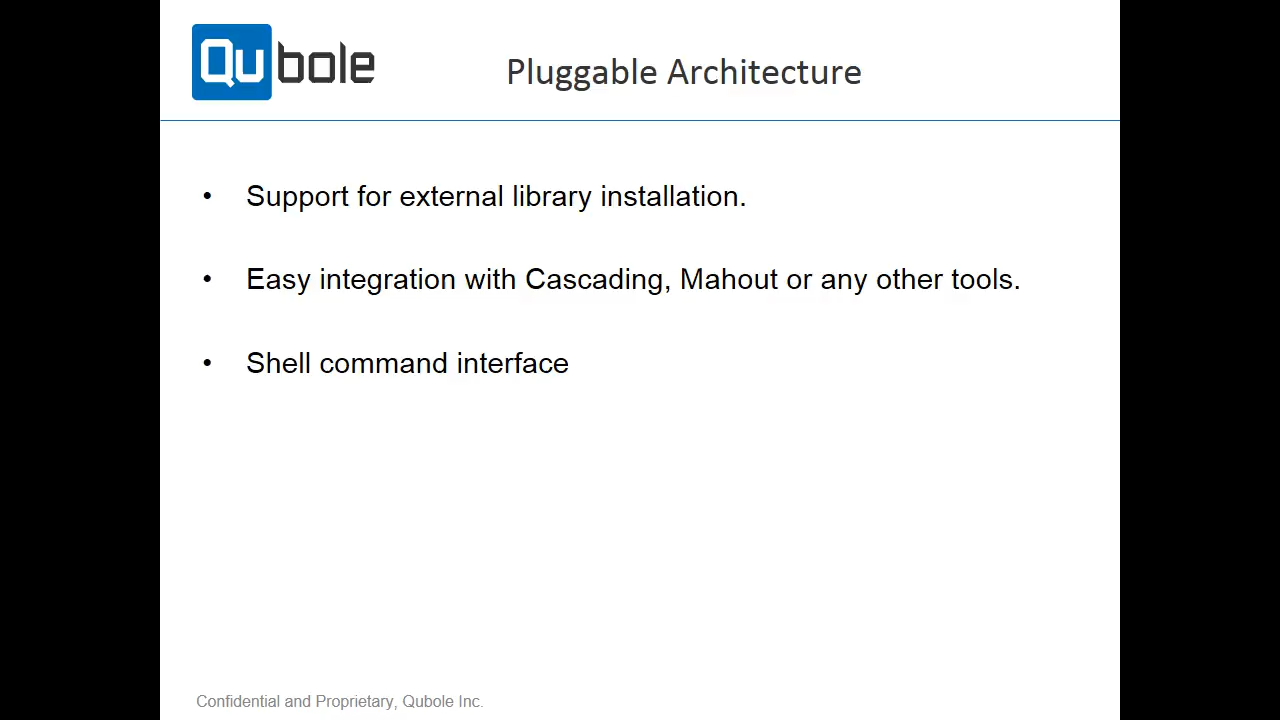 Qubole
Pluggable Architecture
• Support for external library installation.
• Easy integration with Cascading, Mahout or any other tools.
• Shell command interface
Confidential and Proprietary, Qubole Inc.